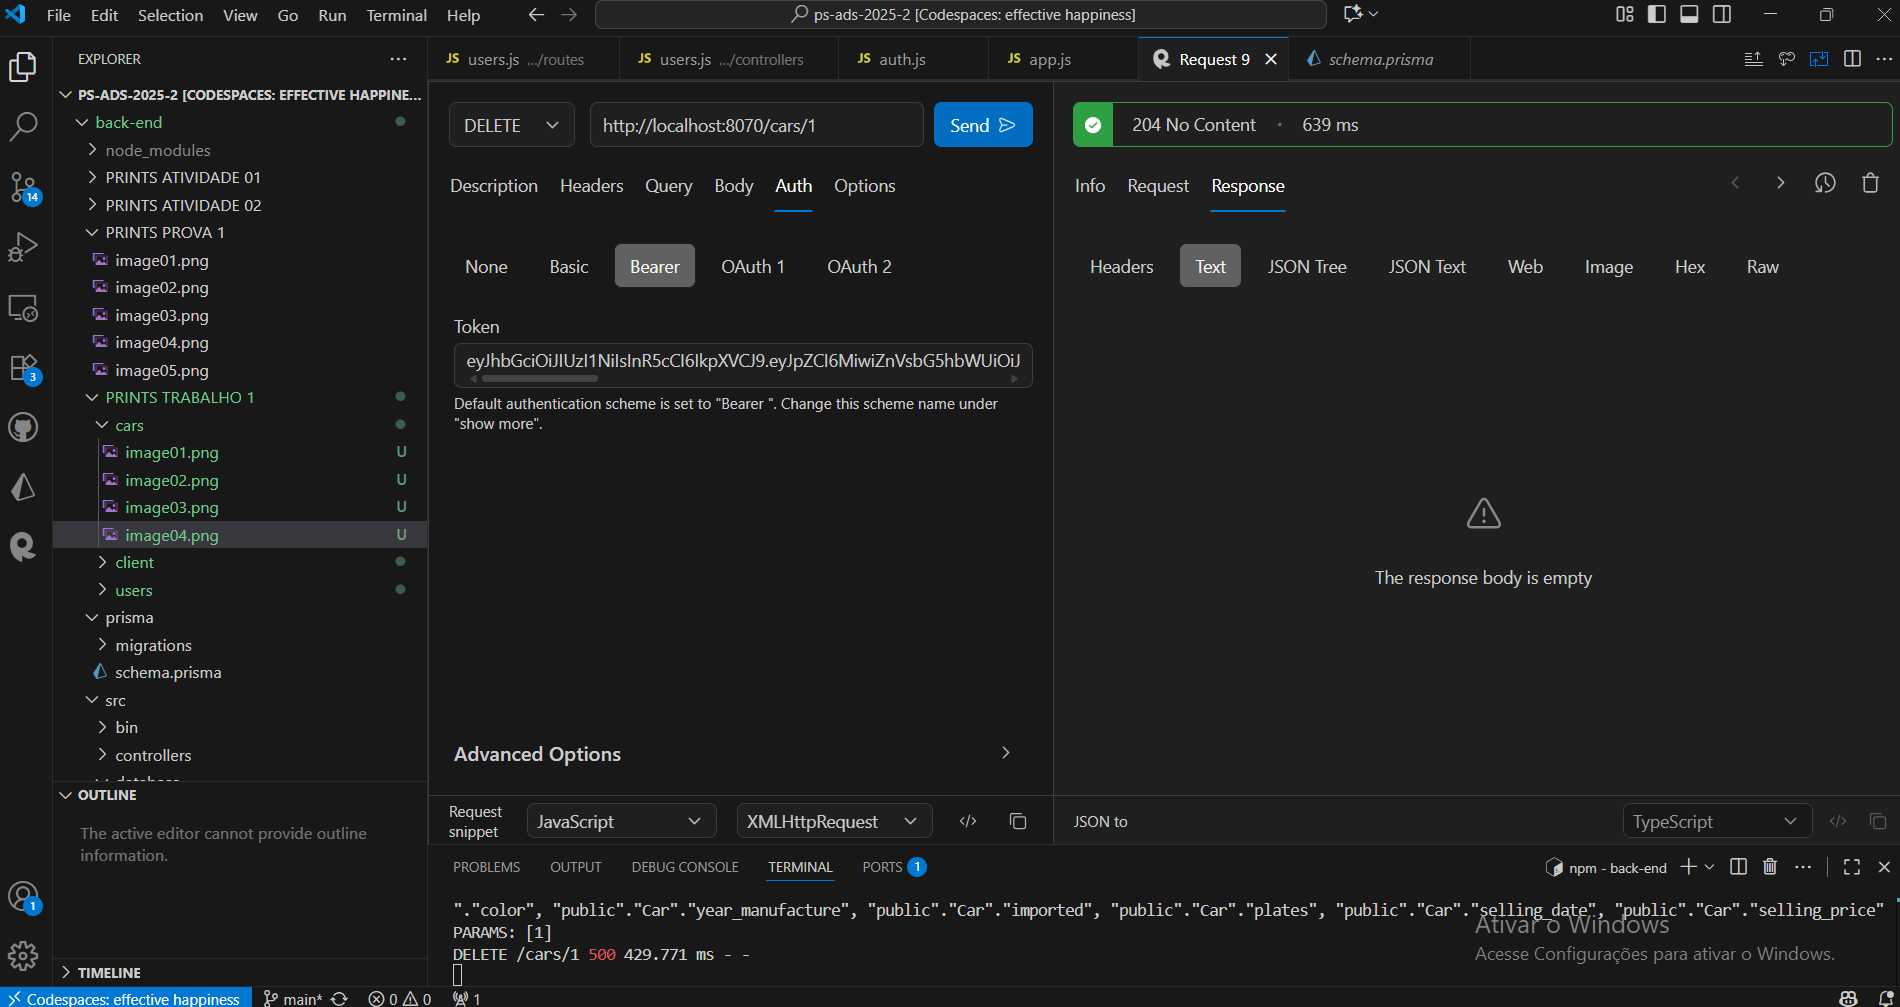 File Edit Selection View Go Run Terminal Help
ps-ads-2025-2 [Codespaces: effective happiness]
EXPLORER
PS-ADS-2025-2 [CODESPACES: EFFECTIVE HAPPINE...
back-end
node_modules
PRINTS ATIVIDADE 01
PRINTS ATIVIDADE 02
PRINTS PROVA 1
image01.png
image02.png
image03.png
image04.png
image05.png
PRINTS TRABALHO 1
cars
image01.png U
image02.png U
image03.png U
image04.png U
client
users
prisma
migrations
schema.prisma
src
bin
controllers
database
OUTLINE
The active editor cannot provide outline
information.
TIMELINE
14
3
1
JS users.js .../routes
JS users.js .../controllers
JS auth.js
JS app.js
Request 9
schema.prisma
DELETE
http://localhost:8070/cars/1
Send
Description Headers Query Body Auth Options
None Basic Bearer OAuth 1 OAuth 2
Token
eyJhbGciOiJIUzI1NiIsInR5cCI6IkpXVCJ9.eyJpZCI6MiwiZnVsbG5hbWUiOiJ
Default authentication scheme is set to "Bearer ". Change this scheme name under
"show more".
Advanced Options
Request
snippet
JavaScript
XMLHttpRequest
204 No Content · 639 ms
Info Request Response
Headers Text JSON Tree JSON Text Web Image Hex Raw
The response body is empty
JSON to
TypeScript
PROBLEMS OUTPUT DEBUG CONSOLE TERMINAL PORTS 1
npm - back-end
"."color", "public"."Car"."year_manufacture", "public"."Car"."imported", "public"."Car"."plates", "public"."Car"."selling_date", "public"."Car"."selling_price"
PARAMS: [1]
DELETE /cars/1 500 429.771 ms - -
Ativar o Windows
Acesse Configurações para ativar o Windows.
Codespaces: effective happiness main* 0 0 1